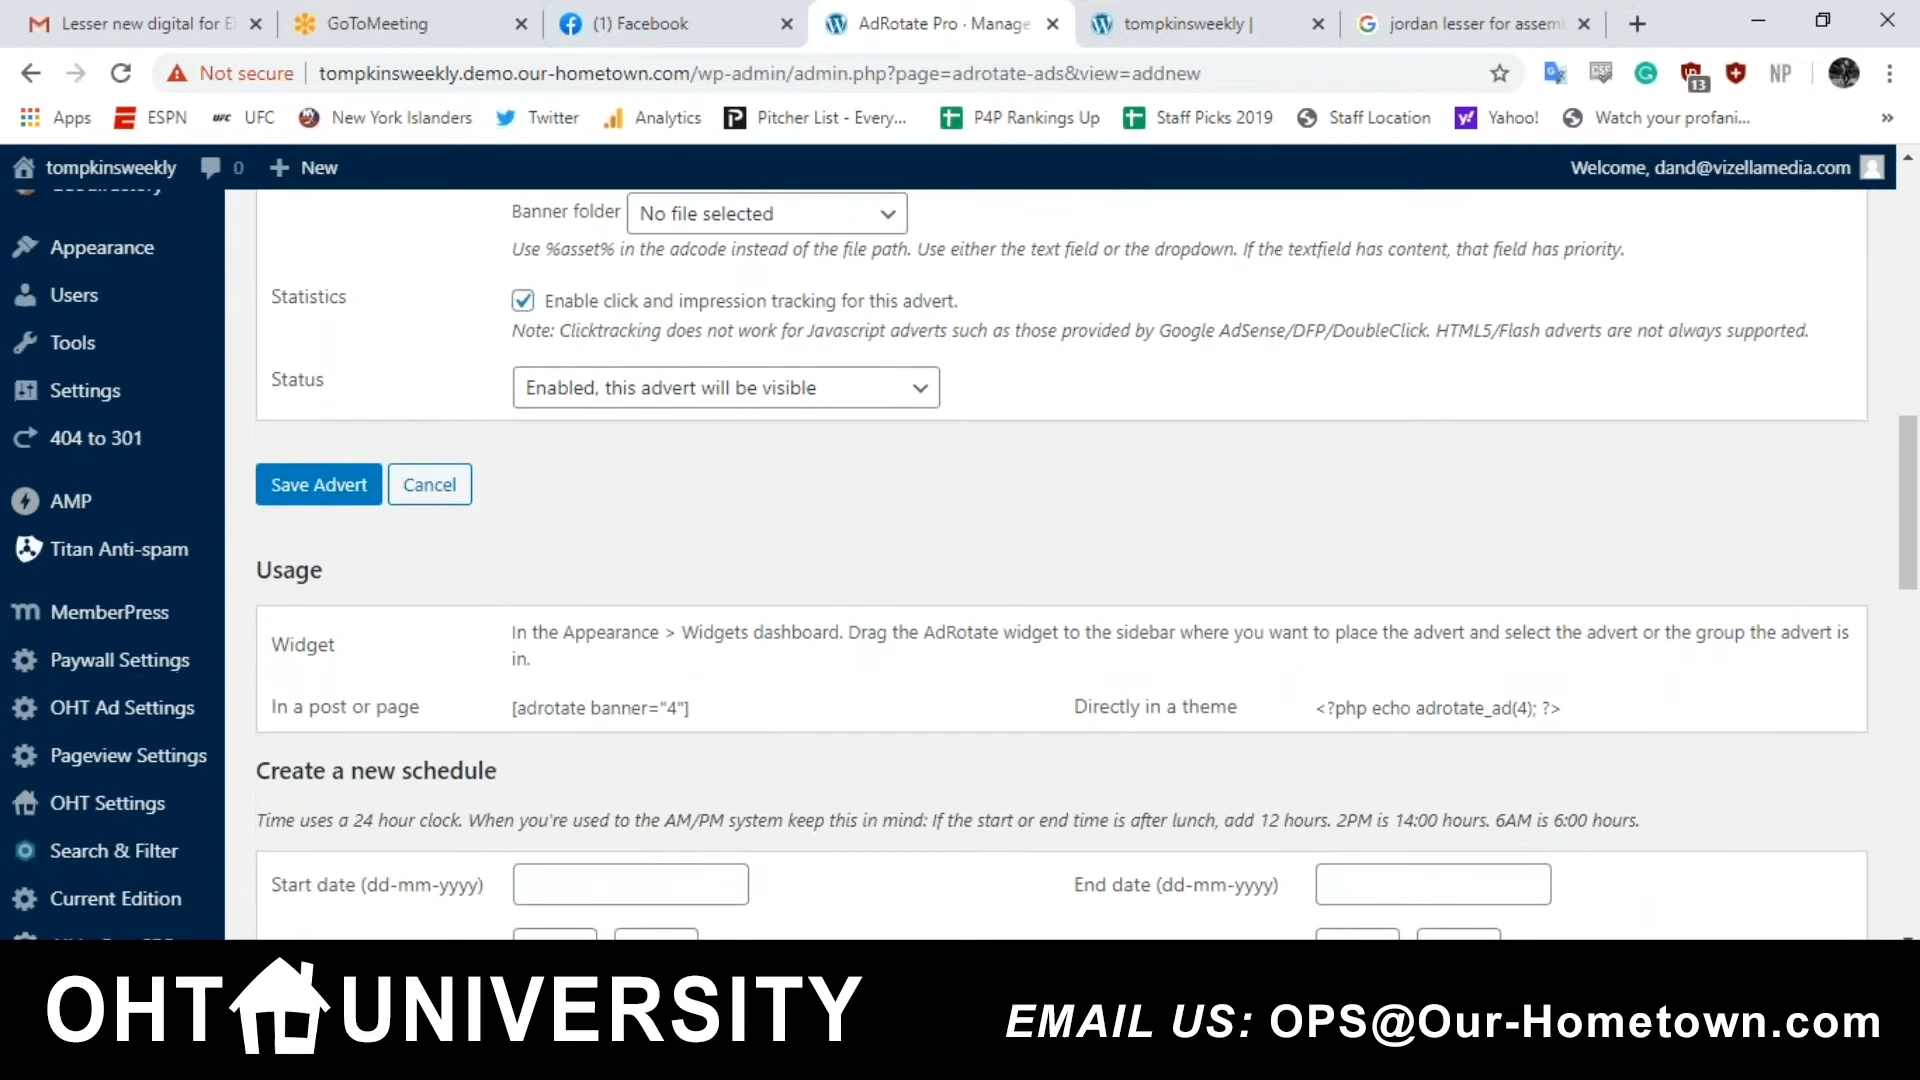 Lesser new digital for E
GoToMeeting
(1) Facebook
AdRotate Pro · Manage
tompkinsweekly |
jordan lesser for assem
Not secure
tompkinsweekly.demo.our-hometown.com/wp-admin/admin.php?page=adrotate-ads&view=addnew
CSS
13
NP
Apps
ESPN
UFC
UFC
New York Islanders
Twitter
Analytics
Pitcher List - Every...
P4P Rankings Up
Staff Picks 2019
Staff Location
Yahoo!
Watch your profani...
»
tompkinsweekly
0
New
Welcome, dand@vizellamedia.com
Appearance
Users
Tools
Settings
404 to 301
AMP
Titan Anti-spam
MemberPress
Paywall Settings
OHT Ad Settings
Pageview Settings
OHT Settings
Search & Filter
Current Edition
Banner folder
No file selected
Use %asset% in the adcode instead of the file path. Use either the text field or the dropdown. If the textfield has content, that field has priority.
Statistics
Enable click and impression tracking for this advert.
Note: Clicktracking does not work for Javascript adverts such as those provided by Google AdSense/DFP/DoubleClick. HTML5/Flash adverts are not always supported.
Status
Enabled, this advert will be visible
Save Advert
Cancel
Usage
Widget
In the Appearance > Widgets dashboard. Drag the AdRotate widget to the sidebar where you want to place the advert and select the advert or the group the advert is
in.
In a post or page
[adrotate banner="4"]
Directly in a theme
<?php echo adrotate_ad(4); ?>
Create a new schedule
Time uses a 24 hour clock. When you're used to the AM/PM system keep this in mind: If the start or end time is after lunch, add 12 hours. 2PM is 14:00 hours. 6AM is 6:00 hours.
Start date (dd-mm-yyyy)
End date (dd-mm-yyyy)
OHT UNIVERSITY
EMAIL US: OPS@Our-Hometown.com